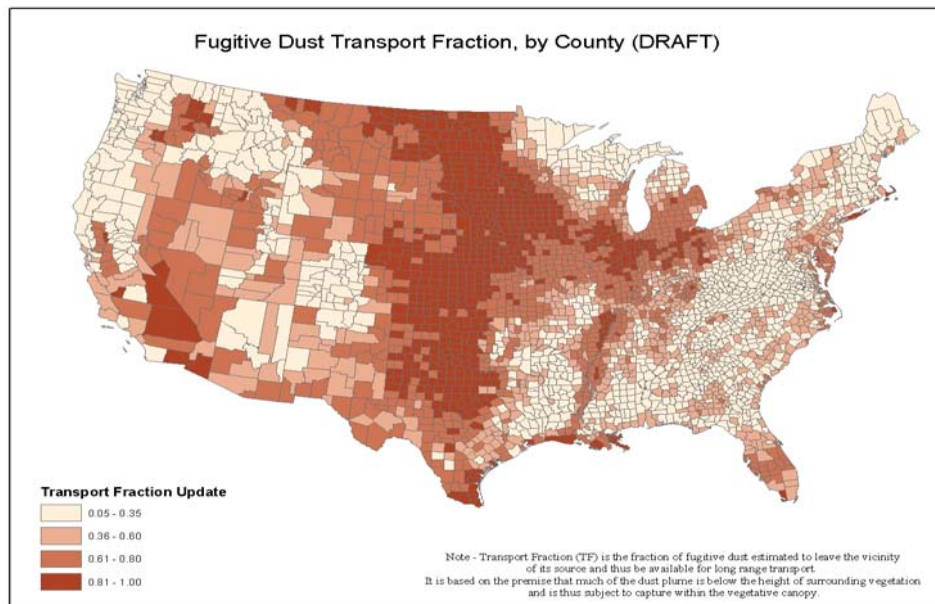 Fugitive Dust Transport Fraction, by County (DRAFT)
Transport Fraction Update
0.05 - 0.35
0.36 - 0.60
0.61 - 0.80
0.81 - 1.00
Note - Transport Fraction (TF) is the fraction of fugitive dust estimated to leave the vicinity
of its source and thus be available for long range transport
It is based on the premise that much of the dust plume is below the height of surrounding vegetation
and is thus subject to capture within the vegetative canopy.